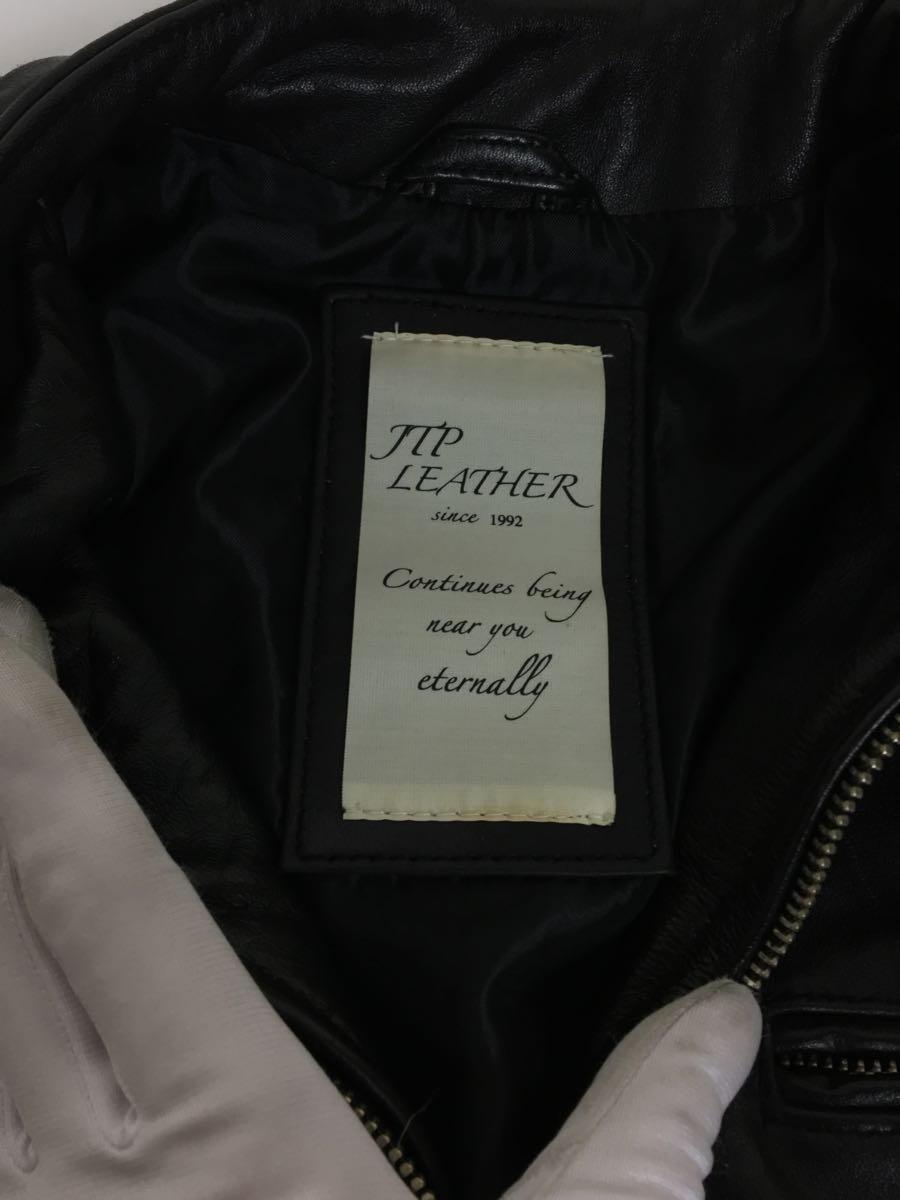 JTP
LEATHER
since 1992
Continues being
near you
eternally